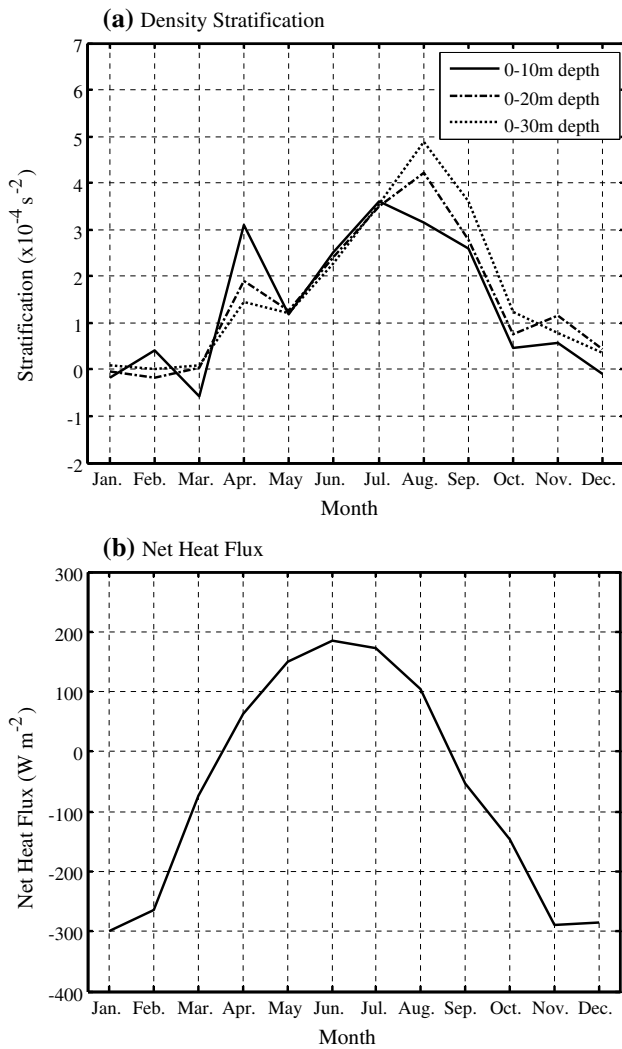 (a) Density Stratification
7
6
5
4
3
2
1
0
-1
-2
Stratification (x10-4 s-2)
0-10m depth
0-20m depth
0-30m depth
Jan. Feb. Mar. Apr. May Jun. Jul. Aug. Sep. Oct. Nov. Dec.
Month
(b) Net Heat Flux
300
200
100
0
-100
-200
-300
-400
Net Heat Flux (W m-2)
Jan. Feb. Mar. Apr. May Jun. Jul. Aug. Sep. Oct. Nov. Dec.
Month